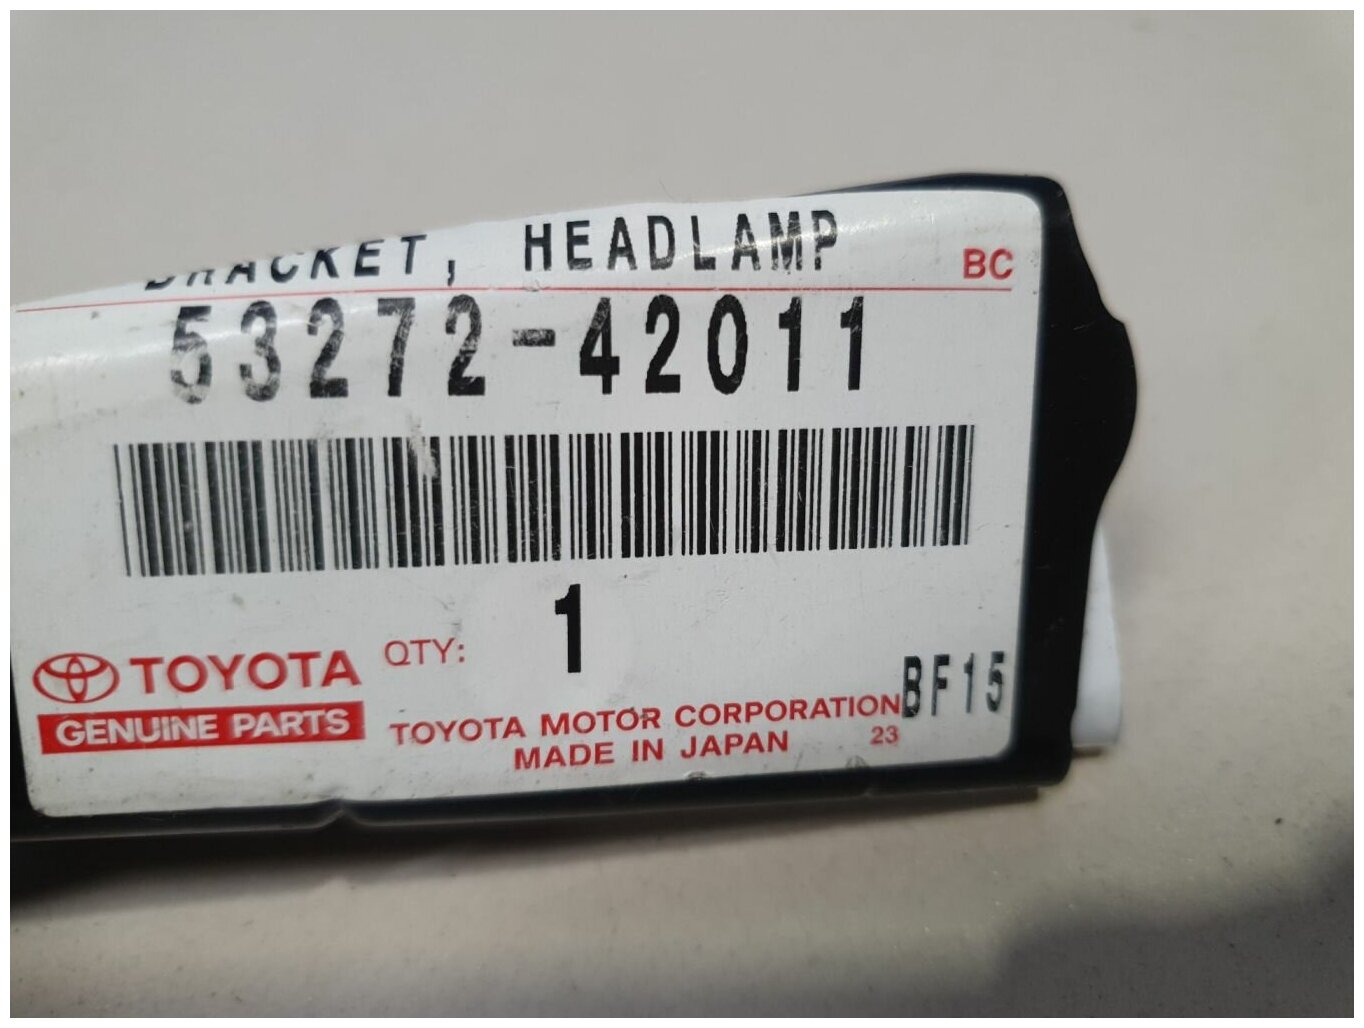 BRACKET, HEADLAMP
BC
53272-42011
1
QTY:
TOYOTA
GENUINE PARTS
BF15
TOYOTA MOTOR CORPORATION
MADE IN JAPAN
23